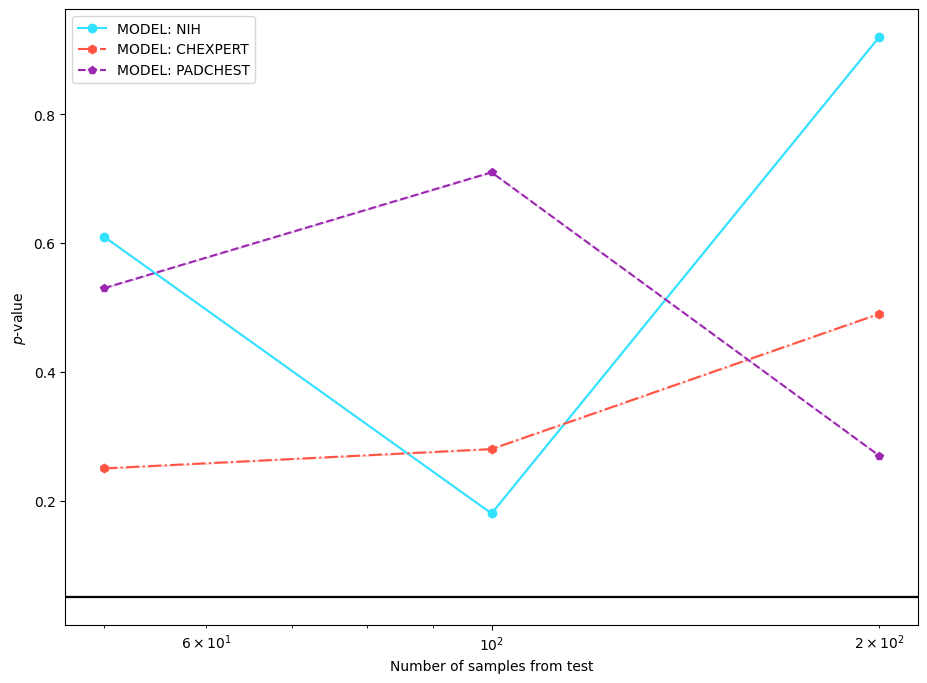 MODEL: NIH
MODEL: CHEXPERT
MODEL: PADCHEST
0.8
0.6
0.4
0.2
p-value
6 × 10¹
10²
2 × 10²
Number of samples from test